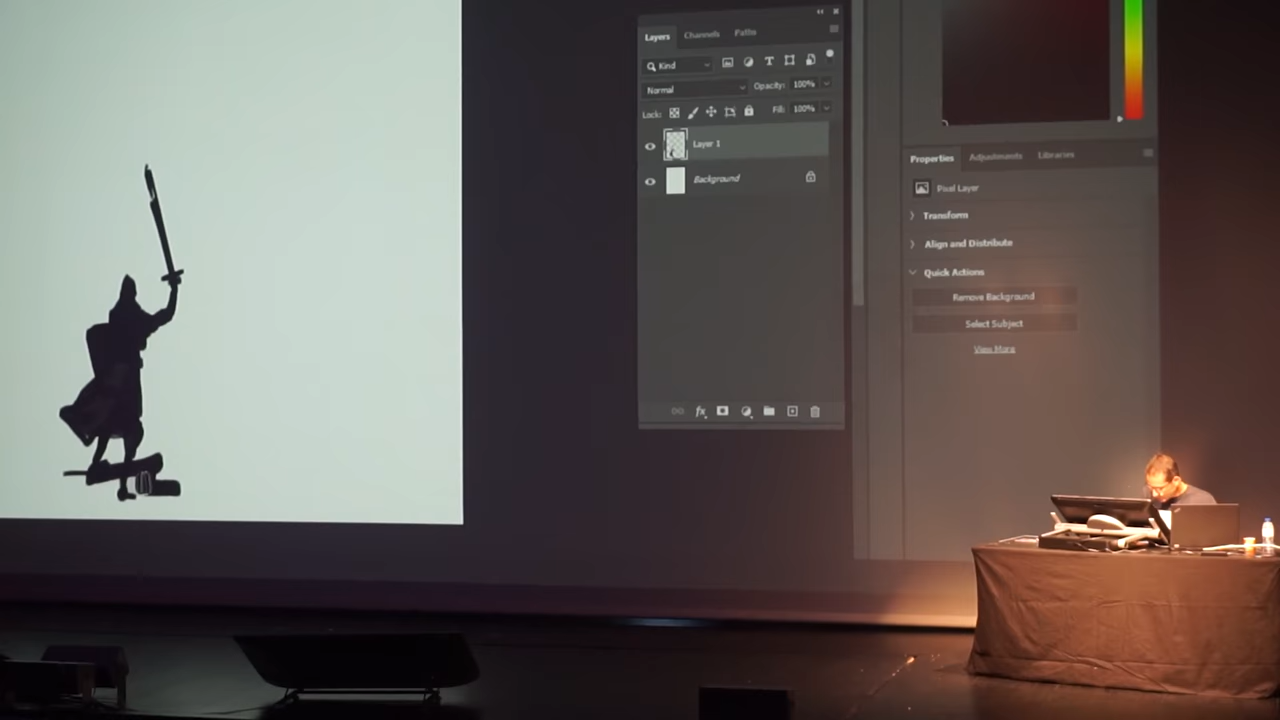 Layers Channels Paths
Kind
Normal Opacity: 100%
Lock: Fill: 100%
Layer 1
Background
fx
Properties Adjustments Libraries
Pixel Layer
Transform
Align and Distribute
Quick Actions
Remove Background
Select Subject
View More